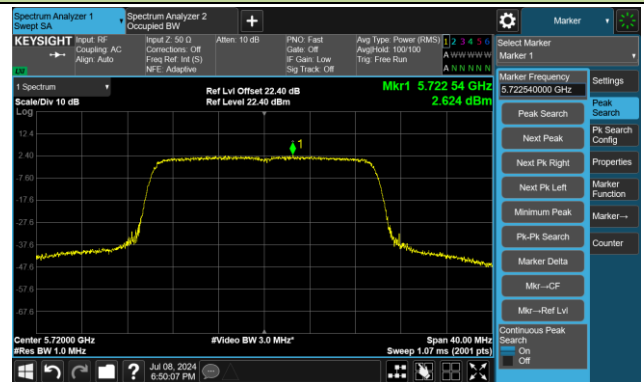 Spectrum Analyzer 1
Swept SA
Spectrum Analyzer 2
Occupied BW
Marker
KEYSIGHT
Input: RF
Coupling: AC
Align: Auto
Input Z: 50 Ω
Corrections: Off
Freq Ref: Int (S)
NFE: Adaptive
Atten: 10 dB
PNO: Fast
Gate: Off
IF Gain: Low
Sig Track: Off
Avg Type: Power (RMS)
Avg|Hold: 100/100
Trig: Free Run
1 2 3 4 5 6
A W W W W W
A N N N N N
Select Marker
Marker 1
1 Spectrum
Scale/Div 10 dB
Log
Ref Lvl Offset 22.40 dB
Ref Level 22.40 dBm
Mkr1 5.722 54 GHz
2.624 dBm
12.4
2.40
-7.60
-17.6
-27.6
-37.6
-47.6
-57.6
-67.6
1
Center 5.72000 GHz
#Res BW 1.0 MHz
#Video BW 3.0 MHz*
Span 40.00 MHz
Sweep 1.07 ms (2001 pts)
Marker Frequency
5.722540000 GHz
Peak Search
Next Peak
Next Pk Right
Next Pk Left
Minimum Peak
Pk-Pk Search
Marker Delta
Mkr→CF
Mkr→Ref Lvl
Continuous Peak
Search
On
Off
Settings
Peak
Search
Pk Search
Config
Properties
Marker
Function
Marker→
Counter
Jul 08, 2024
6:50:07 PM